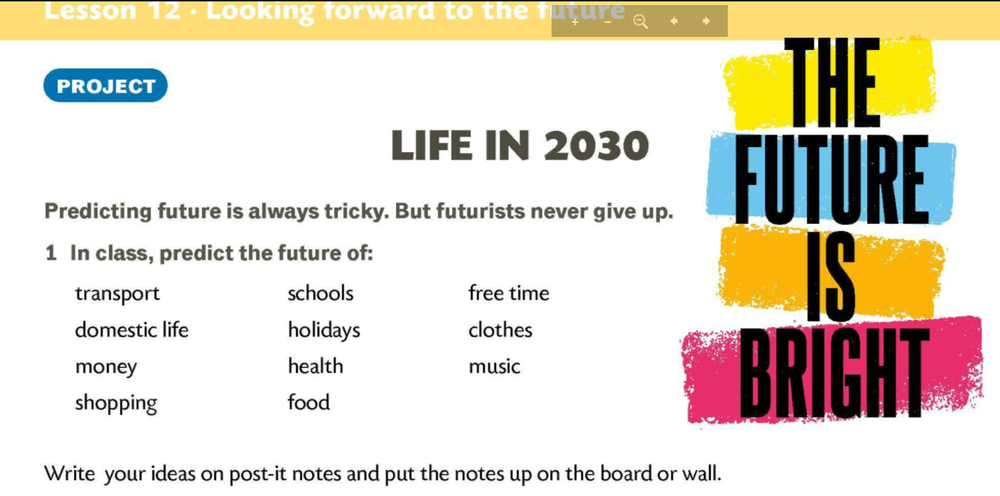 Lesson 12 · Looking forward to the future
PROJECT
LIFE IN 2030
Predicting future is always tricky. But futurists never give up.
1 In class, predict the future of:
transport schools free time
domestic life holidays clothes
money health music
shopping food
Write your ideas on post-it notes and put the notes up on the board or wall.
THE
FUTURE
IS
BRIGHT